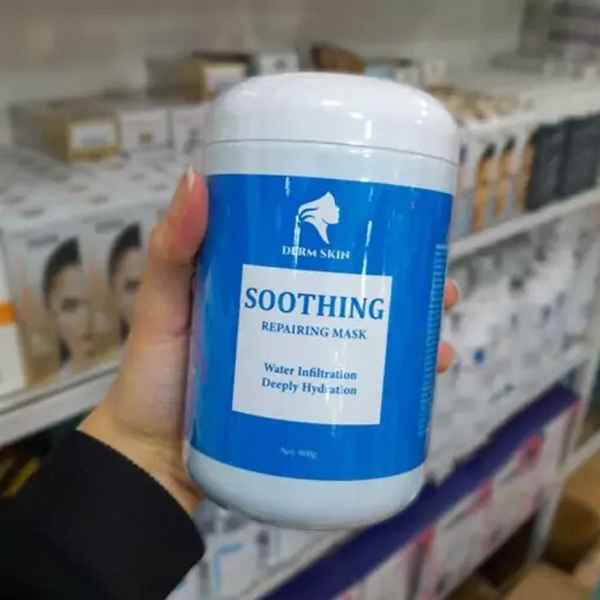 DERM SKIN
SOOTHING
REPAIRING MASK
Water Infiltration
Deeply Hydration